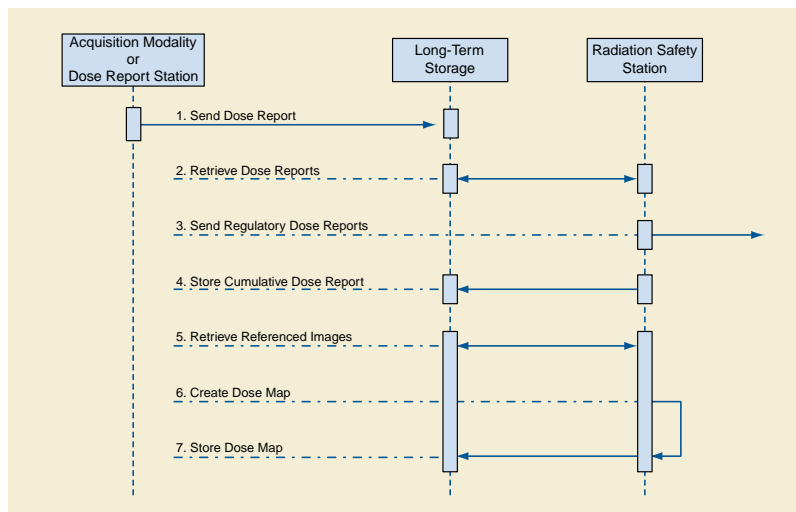 Acquisition Modality
or
Dose Report Station
Long-Term
Storage
Radiation Safety
Station
1. Send Dose Report
2. Retrieve Dose Reports
3. Send Regulatory Dose Reports
4. Store Cumulative Dose Report
5. Retrieve Referenced Images
6. Create Dose Map
7. Store Dose Map